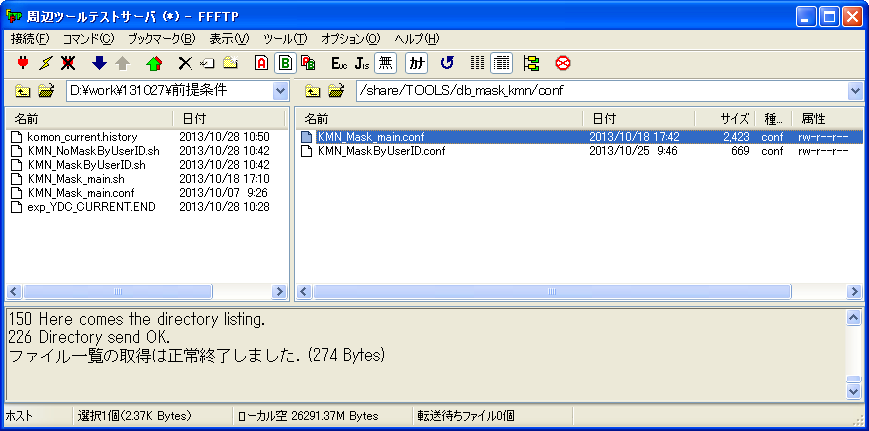 周辺ツールテストサーバ (*) - FFFTP
接続(F) コマンド(C) ブックマーク(B) 表示(V) ツール(T) オプション(O) ヘルプ(H)
A B EUC JIS 無 カナ
D:¥work¥131027¥前提条件 /share/TOOLS/db_mask_kmn/conf
名前 日付
komon_current.history 2013/10/28 10:50
KMN_NoMaskByUserID.sh 2013/10/28 10:42
KMN_MaskByUserID.sh 2013/10/28 10:42
KMN_Mask_main.sh 2013/10/18 17:10
KMN_Mask_main.conf 2013/10/07 9:26
exp_YDC_CURRENT.END 2013/10/28 10:28
名前 日付 サイズ 種... 属性
KMN_Mask_main.conf 2013/10/18 17:42 2,423 conf rw-r--r--
KMN_MaskByUserID.conf 2013/10/25 9:46 669 conf rw-r--r--
150 Here comes the directory listing.
226 Directory send OK.
ファイル一覧の取得は正常終了しました. (274 Bytes)
ホスト 選択1個(2.37K Bytes) ローカル空 26291.37M Bytes 転送待ちファイル0個